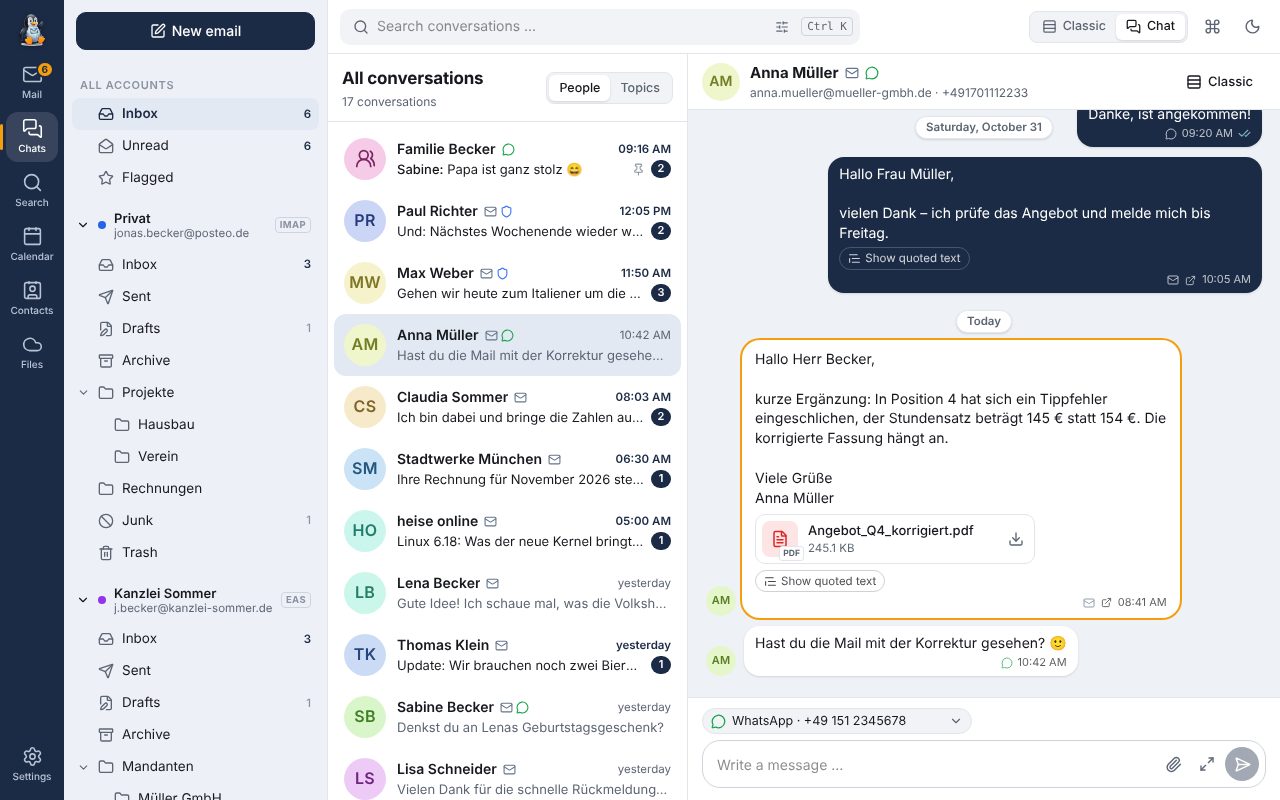 Mail
6
Chats
Search
Calendar
Contacts
Files
Settings
New email
ALL ACCOUNTS
Inbox 6
Unread 6
Flagged
Privat IMAP
jonas.becker@posteo.de
Inbox 3
Sent
Drafts 1
Archive
Projekte
Hausbau
Verein
Rechnungen
Junk 1
Trash
Kanzlei Sommer EAS
j.becker@kanzlei-sommer.de
Inbox 3
Sent
Drafts 1
Archive
Mandanten
Müller GmbH
Search conversations ... Ctrl K
Classic Chat
All conversations
17 conversations
People Topics
Familie Becker 09:16 AM
Sabine: Papa ist ganz stolz 😄 2
Paul Richter 12:05 PM
Und: Nächstes Wochenende wieder w... 2
Max Weber 11:50 AM
Gehen wir heute zum Italiener um die ... 3
AM Anna Müller 10:42 AM
Hast du die Mail mit der Korrektur gesehe...
CS Claudia Sommer 08:03 AM
Ich bin dabei und bringe die Zahlen au... 2
SM Stadtwerke München 06:30 AM
Ihre Rechnung für November 2026 ste... 1
HO heise online 05:00 AM
Linux 6.18: Was der neue Kernel bringt... 1
LB Lena Becker yesterday
Gute Idee! Ich schaue mal, was die Volksh...
TK Thomas Klein yesterday
Update: Wir brauchen noch zwei Bier... 1
SB Sabine Becker yesterday
Denkst du an Lenas Geburtstagsgeschenk?
LS Lisa Schneider yesterday
Vielen Dank für die schnelle Rückmeldung...
PR
MW
AM Anna Müller
anna.mueller@mueller-gmbh.de · +491701112233
Classic
Danke, ist angekommen!
09:20 AM
Saturday, October 31
Hallo Frau Müller,
vielen Dank – ich prüfe das Angebot und melde mich bis
Freitag.
Show quoted text
10:05 AM
Today
Hallo Herr Becker,
kurze Ergänzung: In Position 4 hat sich ein Tippfehler
eingeschlichen, der Stundensatz beträgt 145 € statt 154 €. Die
korrigierte Fassung hängt an.
Viele Grüße
Anna Müller
Angebot_Q4_korrigiert.pdf
PDF 245.1 KB
Show quoted text
AM
08:41 AM
Hast du die Mail mit der Korrektur gesehen? 🙂
AM
10:42 AM
WhatsApp · +49 151 2345678
Write a message ...